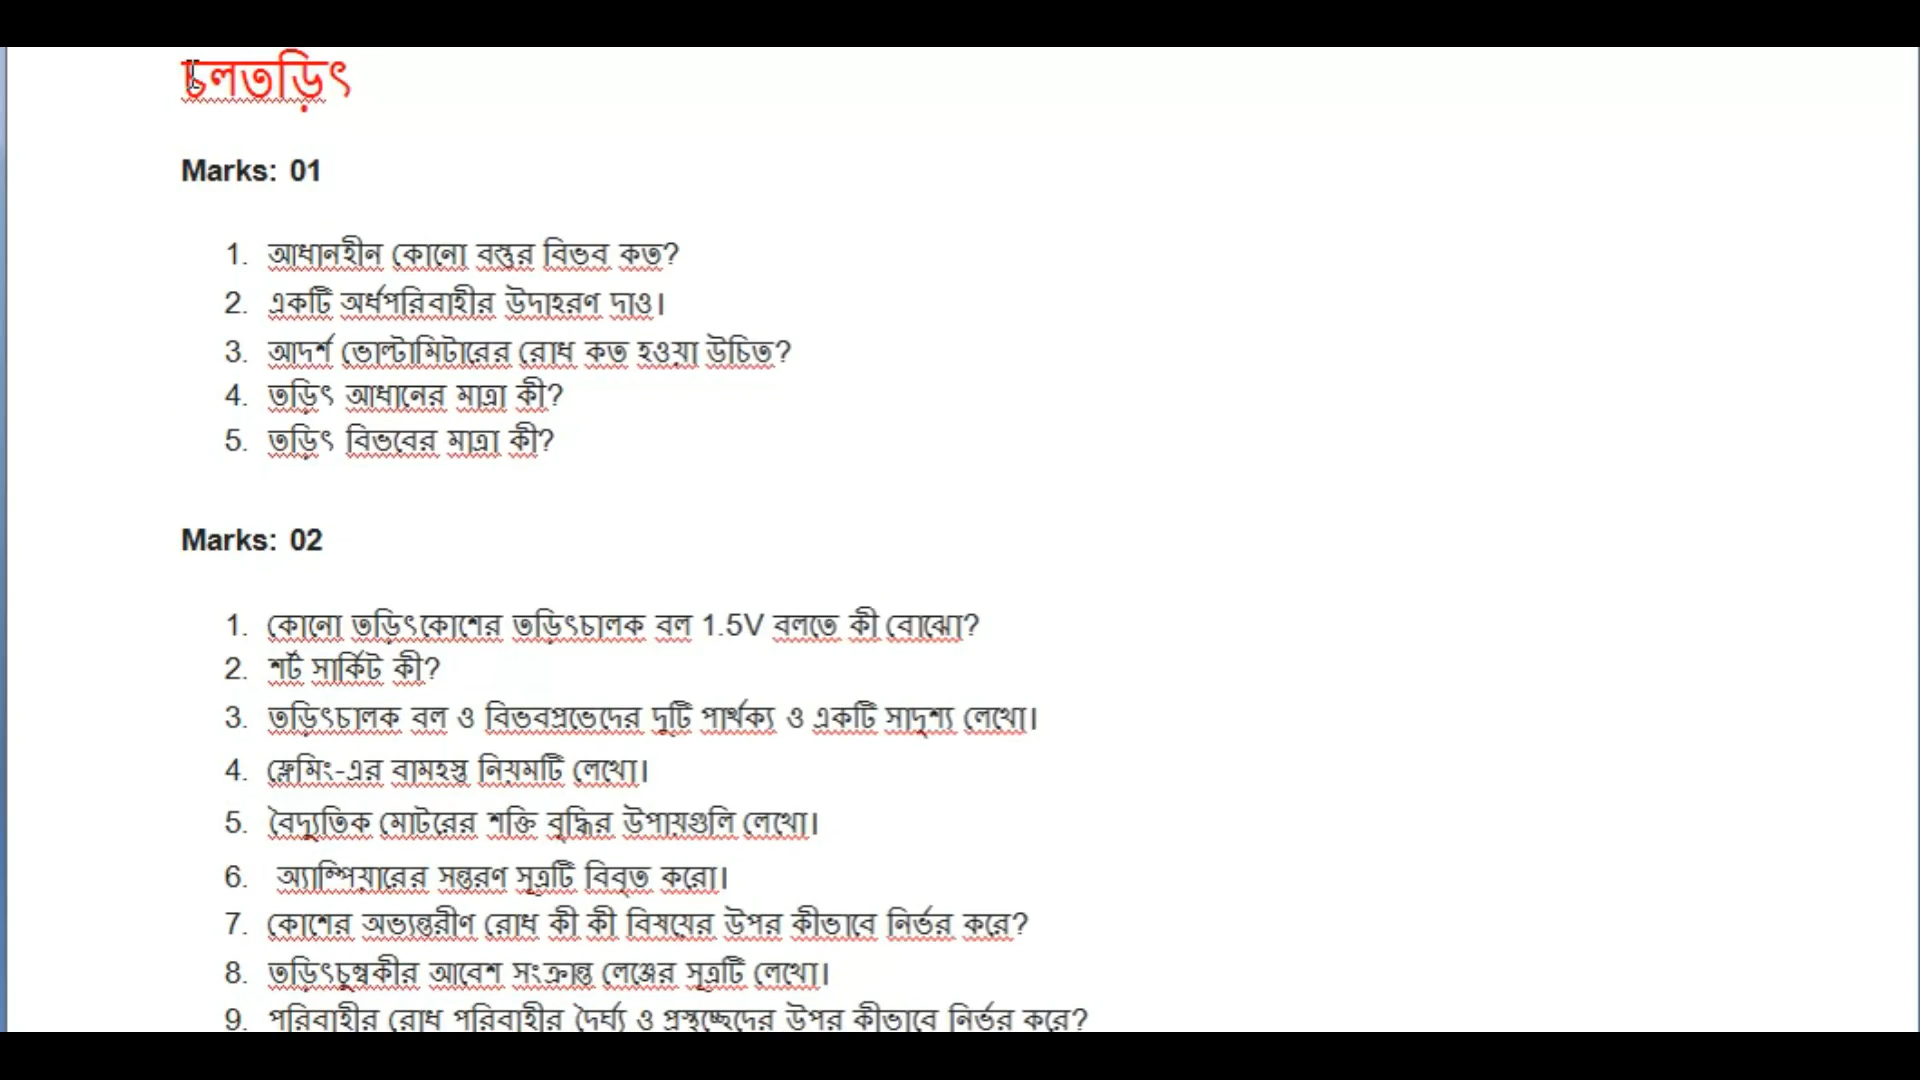 চলতড়িৎ
Marks: 01
1. আধানহীন কোনো বস্তুর বিভব কত?
2. একটি অর্ধপরিবাহীর উদাহরণ দাও।
3. আদর্শ ভোল্টামিটারের রোধ কত হওয়া উচিত?
4. তড়িৎ আধানের মাত্রা কী?
5. তড়িৎ বিভবের মাত্রা কী?
Marks: 02
1. কোনো তড়িৎকোশের তড়িৎচালক বল 1.5V বলতে কী বোঝো?
2. শর্ট সার্কিট কী?
3. তড়িৎচালক বল ও বিভবপ্রভেদের দুটি পার্থক্য ও একটি সাদৃশ্য লেখো।
4. ফ্লেমিং-এর বামহস্ত নিয়মটি লেখো।
5. বৈদ্যুতিক মোটরের শক্তি বৃদ্ধির উপায়গুলি লেখো।
6. অ্যাম্পিয়ারের সন্তরণ সূত্রটি বিবৃত করো।
7. কোশের অভ্যন্তরীণ রোধ কী কী বিষয়ের উপর কীভাবে নির্ভর করে?
8. তড়িৎচুম্বকীর আবেশ সংক্রান্ত লেঞ্জের সূত্রটি লেখো।
9. পরিবাহীর রোধ পরিবাহীর দৈর্ঘ্য ও প্রস্থচ্ছেদের উপর কীভাবে নির্ভর করে?